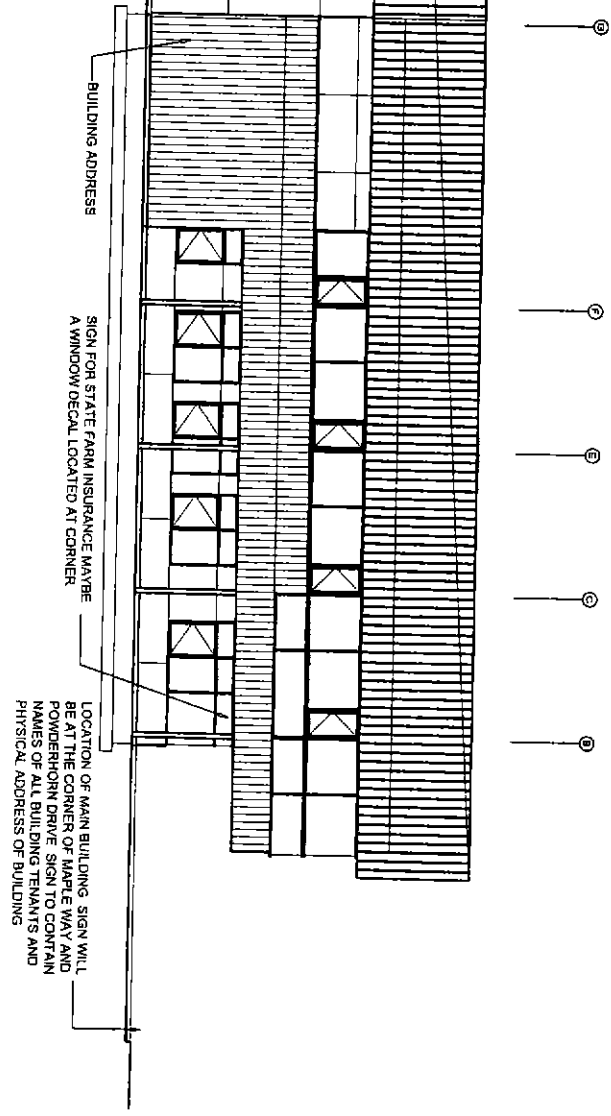 G
F
E
C
B
BUILDING ADDRESS
SIGN FOR STATE FARM INSURANCE MAYBE
A WINDOW DECAL LOCATED AT CORNER
LOCATION OF MAIN BUILDING SIGN WILL
BE AT THE CORNER OF MAPLE WAY AND
POWDERHORN DRIVE SIGN TO CONTAIN
NAMES OF ALL BUILDING TENANTS AND
PHYSICAL ADDRESS OF BUILDING